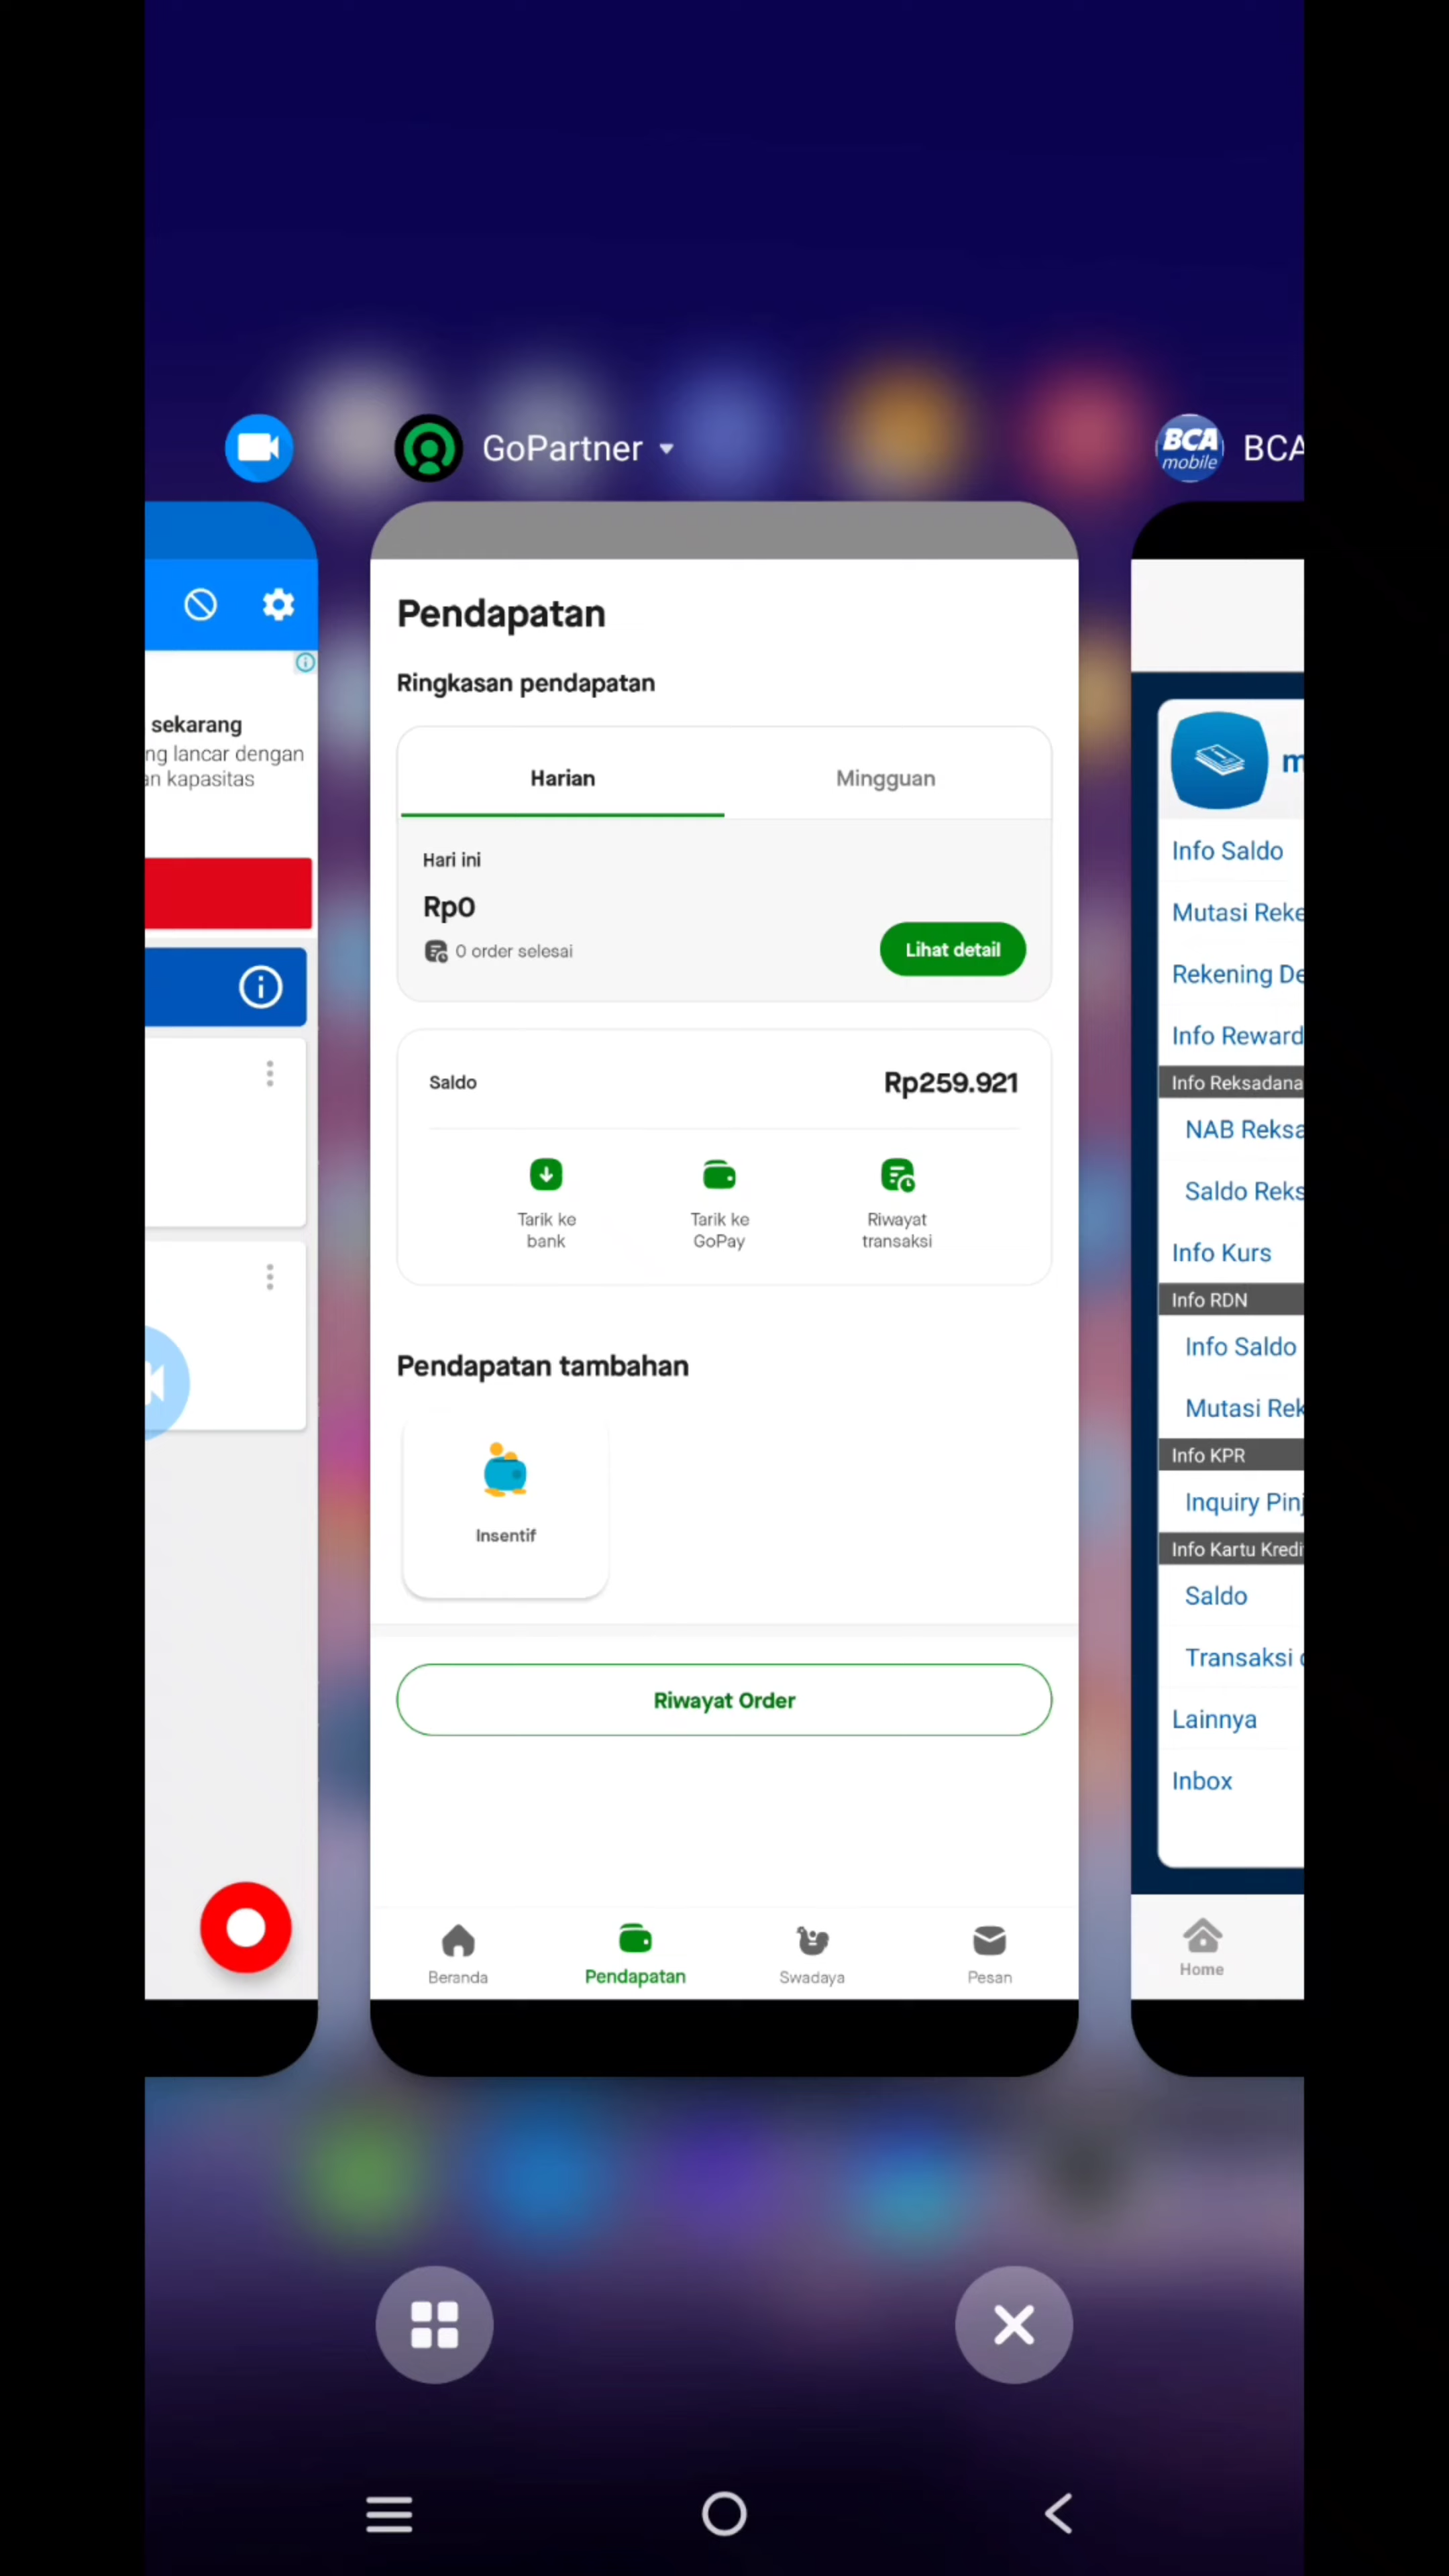 GoPartner
BCA
mobile
BCA
sekarang
ng lancar dengan
an kapasitas
Pendapatan
Ringkasan pendapatan
Harian
Mingguan
Hari ini
Rp0
0 order selesai
Lihat detail
Saldo
Rp259.921
Tarik ke
bank
Tarik ke
GoPay
Riwayat
transaksi
Pendapatan tambahan
Insentif
Riwayat Order
Beranda
Pendapatan
Swadaya
Pesan
m
Info Saldo
Mutasi Reke
Rekening De
Info Reward
Info Reksadana
NAB Reksa
Saldo Reks
Info Kurs
Info RDN
Info Saldo
Mutasi Rek
Info KPR
Inquiry Pinj
Info Kartu Kredi
Saldo
Transaksi
Lainnya
Inbox
Home